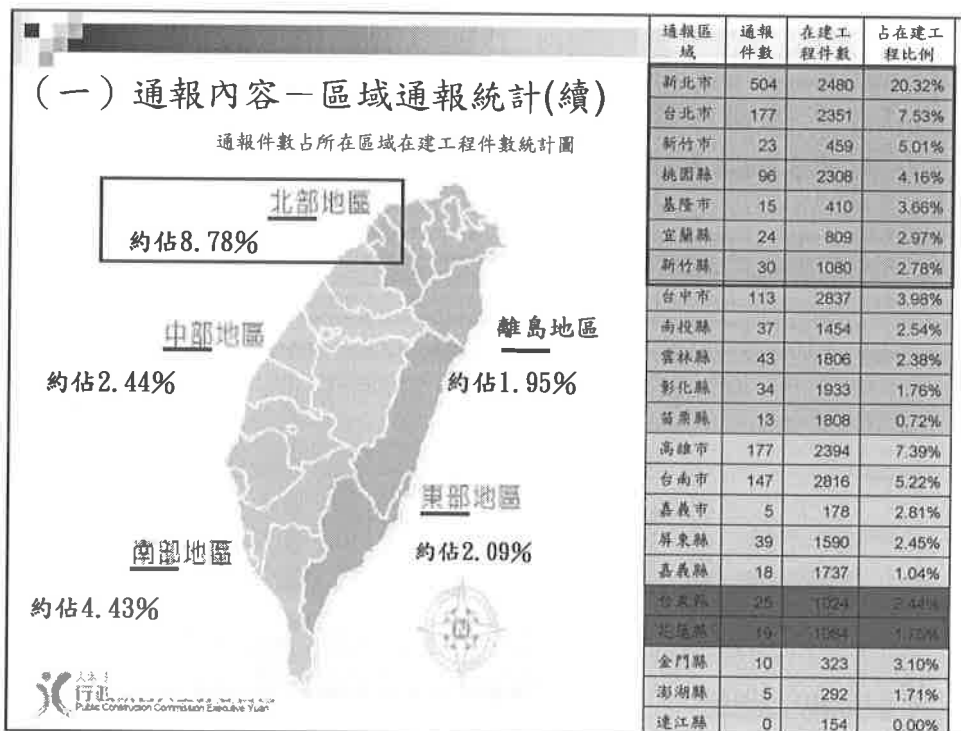 （一）通報內容－區域通報統計(續)
通報件數占所在區域在建工程件數統計圖
北部地區
約佔8.78%
中部地區
約佔2.44%
離島地區
約佔1.95%
東部地區
約佔2.09%
南部地區
約佔4.43%
Public Construction Commission Executive Yuan
通報區域 通報件數 在建工程件數 占在建工程比例
新北市 504 2480 20.32%
台北市 177 2351 7.53%
新竹市 23 459 5.01%
桃園縣 96 2308 4.16%
基隆市 15 410 3.66%
宜蘭縣 24 809 2.97%
新竹縣 30 1080 2.78%
台中市 113 2837 3.98%
南投縣 37 1454 2.54%
雲林縣 43 1806 2.38%
彰化縣 34 1933 1.76%
苗栗縣 13 1808 0.72%
高雄市 177 2394 7.39%
台南市 147 2816 5.22%
嘉義市 5 178 2.81%
屏東縣 39 1590 2.45%
嘉義縣 18 1737 1.04%
台東縣 25 1024 2.44%
花蓮縣 19 1084 1.75%
金門縣 10 323 3.10%
澎湖縣 5 292 1.71%
連江縣 0 154 0.00%